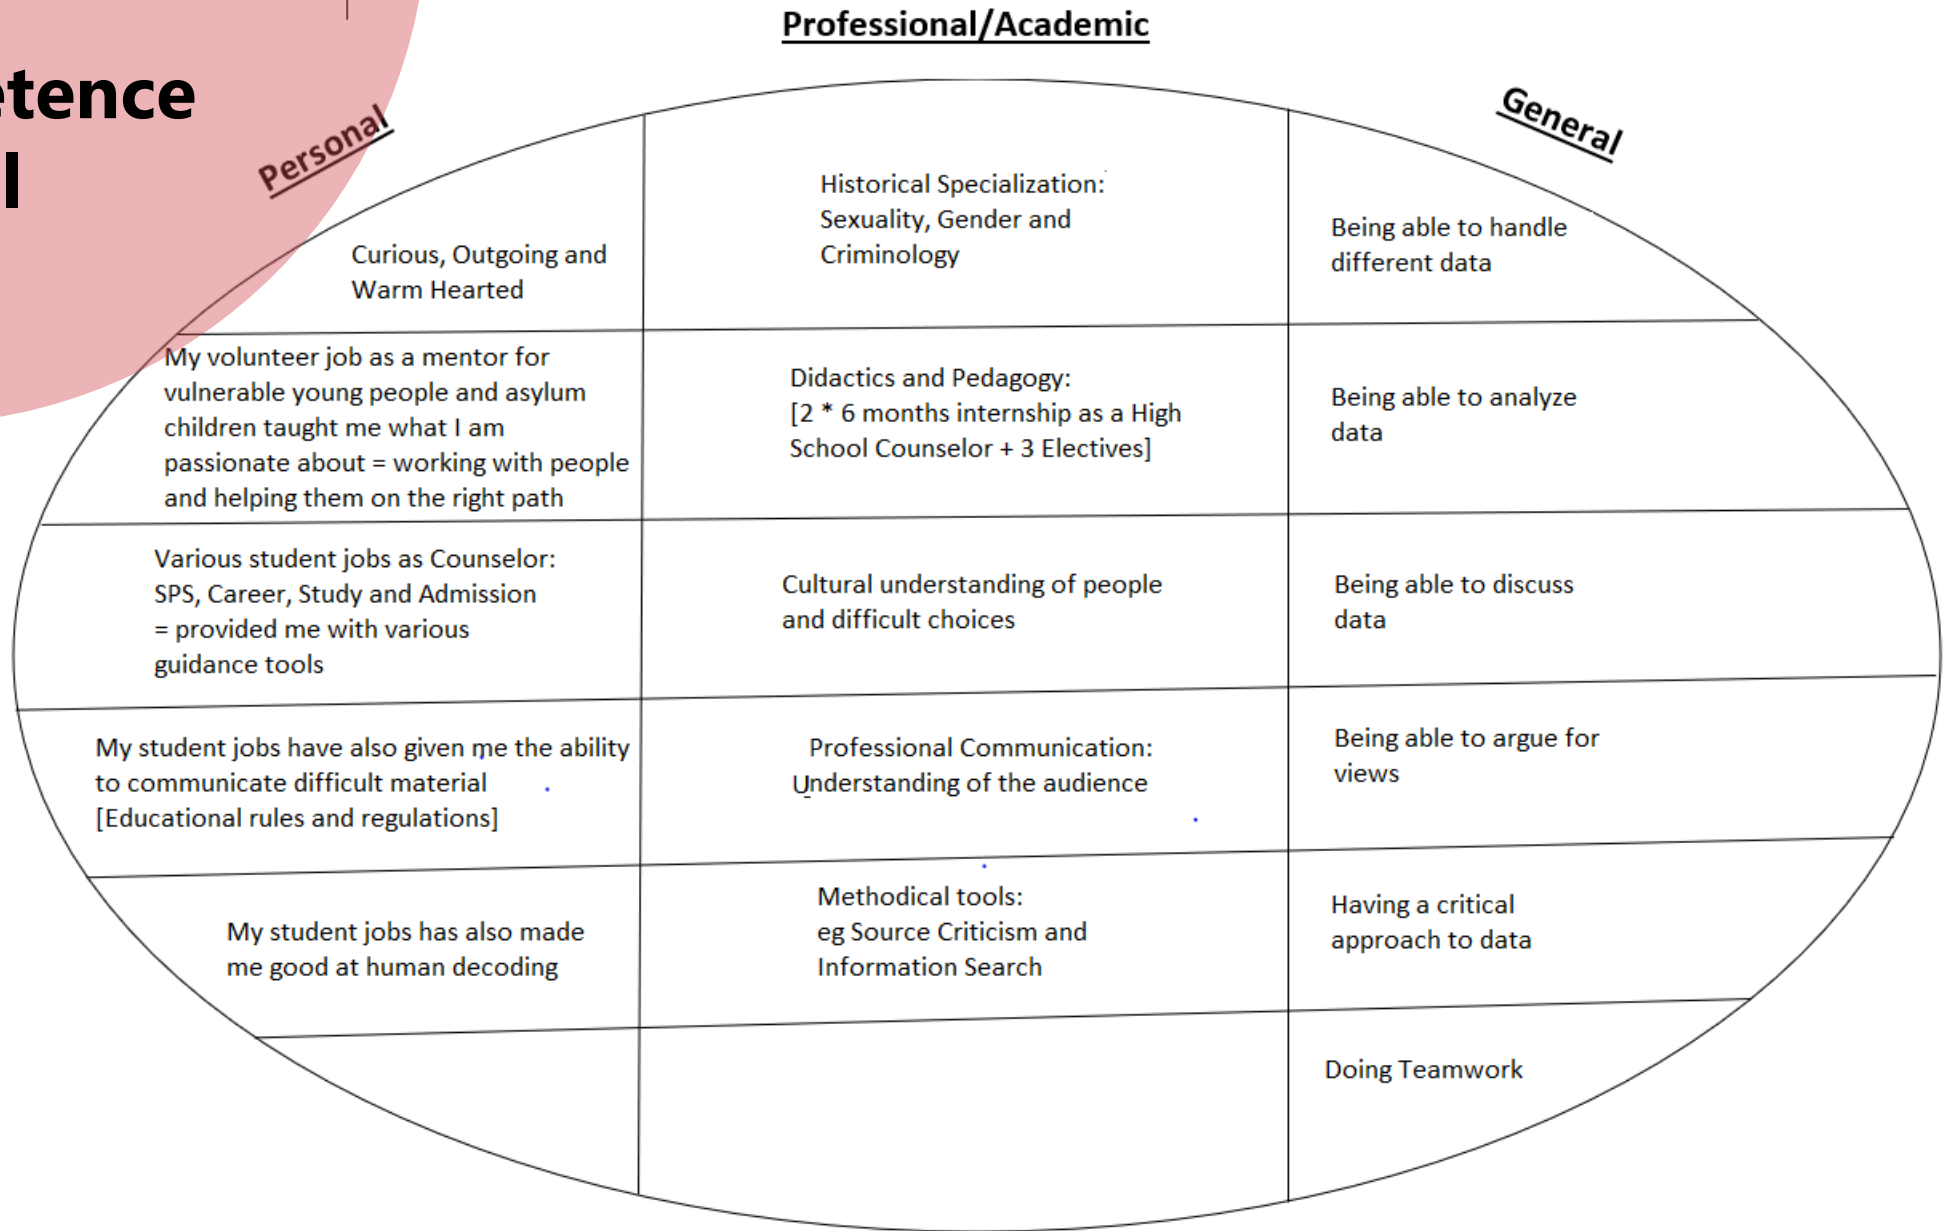 Professional/Academic
etence
l
Personal
General
Curious, Outgoing and
Warm Hearted
Historical Specialization:
Sexuality, Gender and
Criminology
Being able to handle
different data
My volunteer job as a mentor for
vulnerable young people and asylum
children taught me what I am
passionate about = working with people
and helping them on the right path
Didactics and Pedagogy:
[2 * 6 months internship as a High
School Counselor + 3 Electives]
Being able to analyze
data
Various student jobs as Counselor:
SPS, Career, Study and Admission
= provided me with various
guidance tools
Cultural understanding of people
and difficult choices
Being able to discuss
data
My student jobs have also given me the ability
to communicate difficult material
[Educational rules and regulations]
Professional Communication:
Understanding of the audience
Being able to argue for
views
My student jobs has also made
me good at human decoding
Methodical tools:
eg Source Criticism and
Information Search
Having a critical
approach to data
Doing Teamwork